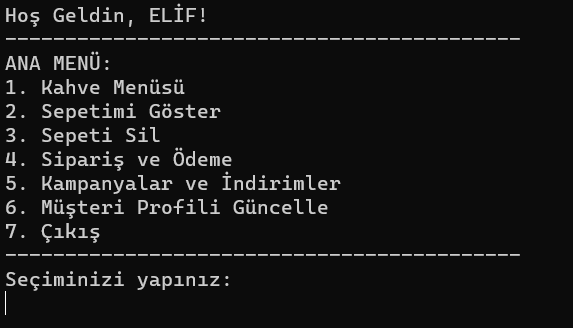 Hoş Geldin, ELİF!
-------------------------------------------
ANA MENÜ:
1. Kahve Menüsü
2. Sepetimi Göster
3. Sepeti Sil
4. Sipariş ve Ödeme
5. Kampanyalar ve İndirimler
6. Müşteri Profili Güncelle
7. Çıkış
-------------------------------------------
Seçiminizi yapınız: